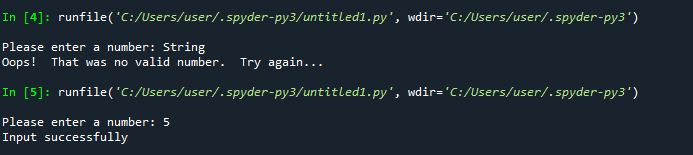 In [4]: runfile('C:/Users/user/.spyder-py3/untitled1.py', wdir='C:/Users/user/.spyder-py3')
Please enter a number: String
Oops!  That was no valid number.  Try again...
In [5]: runfile('C:/Users/user/.spyder-py3/untitled1.py', wdir='C:/Users/user/.spyder-py3')
Please enter a number: 5
Input successfully